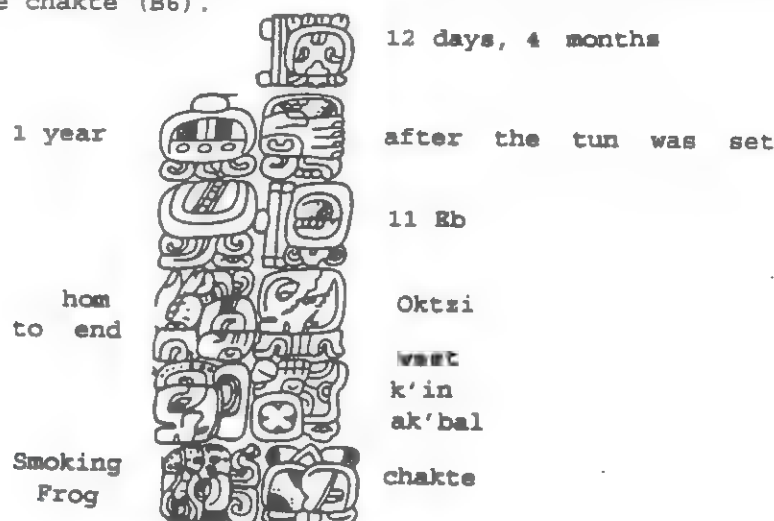 e chakte (B6).
12 days, 4 months
1 year
after the tun was set
11 Eb
hom
to end
Oktzi
k'in
ak'bal
Smoking
Frog
chakte